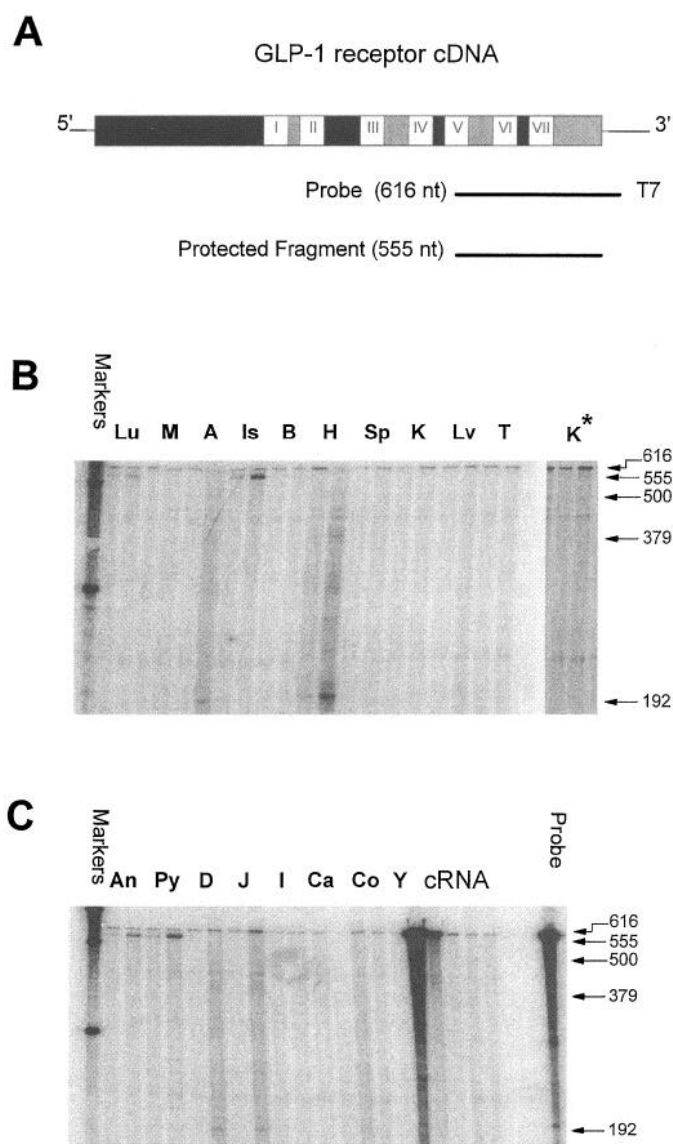 A
GLP-1 receptor cDNA
5' I II III IV V VI VII 3'
Probe (616 nt) T7
Protected Fragment (555 nt)
B
Markers Lu M A Is B H Sp K Lv T K*
616
555
500
379
192
C
Markers An Py D J I Ca Co Y cRNA Probe
616
555
500
379
192